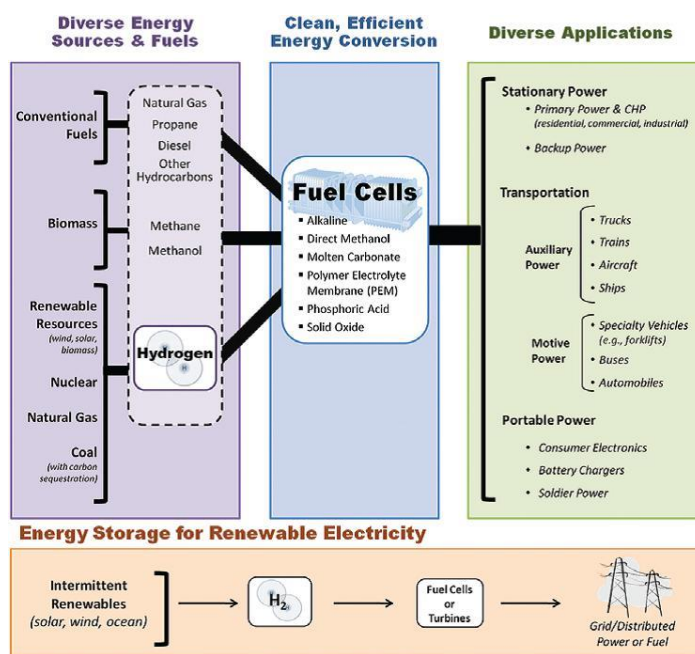 Diverse Energy
Sources & Fuels
Conventional
Fuels
Natural Gas
Propane
Diesel
Other
Hydrocarbons
Biomass
Methane
Methanol
Renewable
Resources
(wind, solar,
biomass)
Nuclear
Natural Gas
Coal
(with carbon
sequestration)
Hydrogen
H
H
Clean, Efficient
Energy Conversion
Fuel Cells
▪ Alkaline
▪ Direct Methanol
▪ Molten Carbonate
▪ Polymer Electrolyte
Membrane (PEM)
▪ Phosphoric Acid
▪ Solid Oxide
Diverse Applications
Stationary Power
• Primary Power & CHP
(residential, commercial, industrial)
• Backup Power
Transportation
Auxiliary
Power
• Trucks
• Trains
• Aircraft
• Ships
Motive
Power
• Specialty Vehicles
(e.g., forklifts)
• Buses
• Automobiles
Portable Power
• Consumer Electronics
• Battery Chargers
• Soldier Power
Energy Storage for Renewable Electricity
Intermittent
Renewables
(solar, wind, ocean)
H₂
Fuel Cells
or
Turbines
Grid/Distributed
Power or Fuel